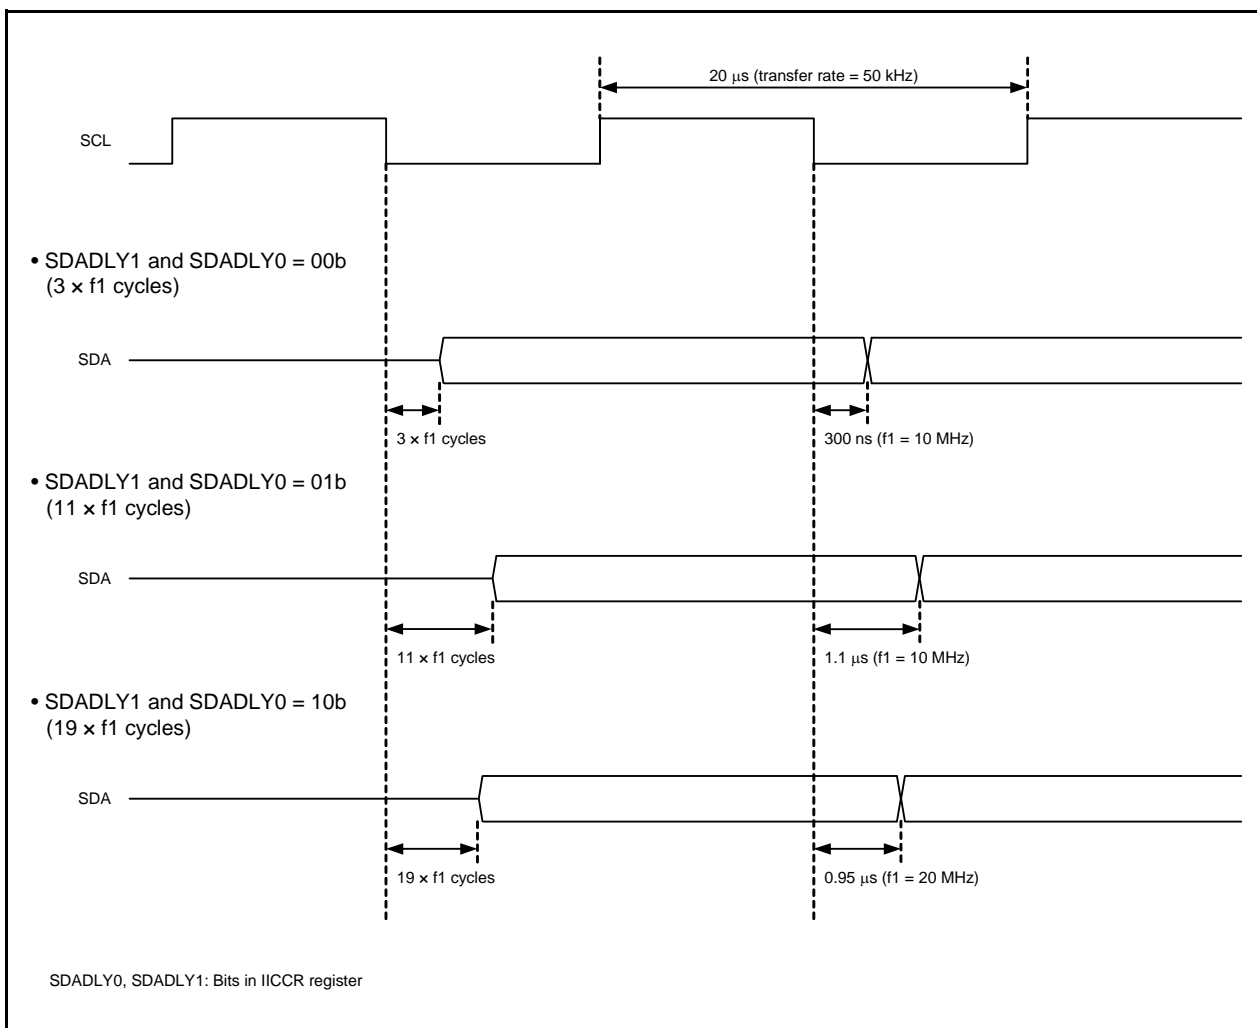 20 μs (transfer rate = 50 kHz)
SCL
• SDADLY1 and SDADLY0 = 00b
(3 × f1 cycles)
SDA
3 × f1 cycles
300 ns (f1 = 10 MHz)
• SDADLY1 and SDADLY0 = 01b
(11 × f1 cycles)
SDA
11 × f1 cycles
1.1 μs (f1 = 10 MHz)
• SDADLY1 and SDADLY0 = 10b
(19 × f1 cycles)
SDA
19 × f1 cycles
0.95 μs (f1 = 20 MHz)
SDADLY0, SDADLY1: Bits in IICCR register